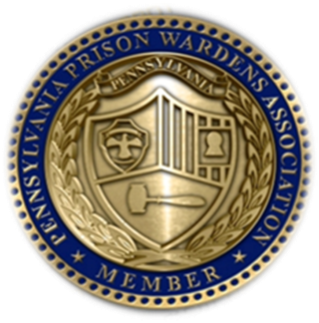 PENNSYLVANIA PRISON WARDENS ASSOCIATION
PENNSYLVANIA
MEMBER